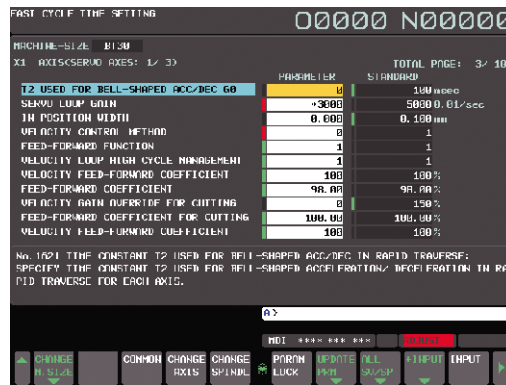 FAST CYCLE TIME SETTING O0000 N00000
MACHINE-SIZE BT30
X1 AXIS(SERVO AXES: 1/ 3) TOTAL PAGE: 3/ 10
PARAMETER STANDARD
T2 USED FOR BELL-SHAPED ACC/DEC G0 0 100 msec
SERVO LOOP GAIN +3000 5000 0.01/sec
IN POSITION WIDTH 0.000 0.100 mm
VELOCITY CONTROL METHOD 0 1
FEED-FORWARD FUNCTION 1 1
VELOCITY LOOP HIGH CYCLE MANAGEMENT 1 1
VELOCITY FEED-FORWARD COEFFICIENT 100 100 %
FEED-FORWARD COEFFICIENT 98.00 98.00 %
VELOCITY GAIN OVERRIDE FOR CUTTING 0 150 %
FEED-FORWARD COEFFICIENT FOR CUTTING 100.00 100.00 %
VELOCITY FEED-FORWARD COEFFICIENT 100 100 %
No.1621 TIME CONSTANT T2 USED FOR BELL-SHAPED ACC/DEC IN RAPID TRAVERSE:
SPECIFY TIME CONSTANT T2 USED FOR BELL-SHAPED ACCELERATION/ DECELERATION IN RA
PID TRAVERSE FOR EACH AXIS.
A>
MDI **** *** ***
CHANGE M.SIZE
COMMON
CHANGE AXIS
CHANGE SPINDL
PARAM LOCK
UPDATE PRM
ALL SV/SP
+INPUT
INPUT